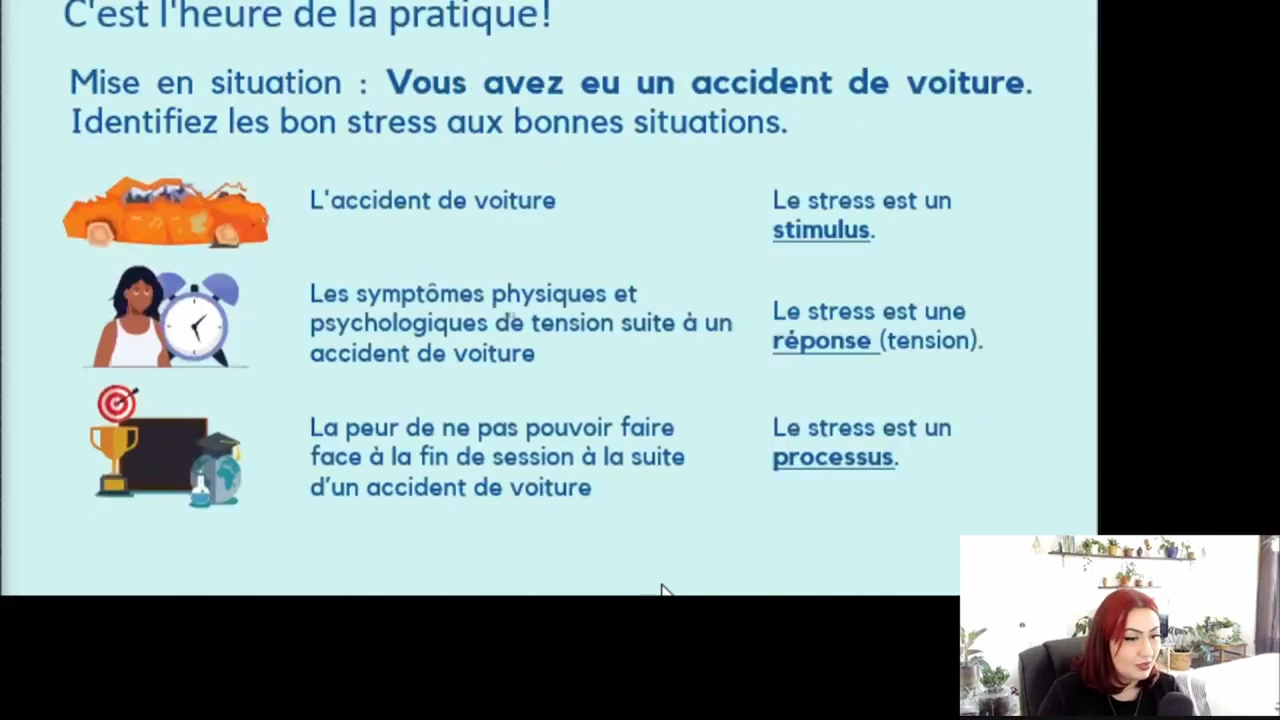 C'est l'heure de la pratique!
Mise en situation : Vous avez eu un accident de voiture.
Identifiez les bon stress aux bonnes situations.
L'accident de voiture
Le stress est un
stimulus.
Les symptômes physiques et
psychologiques de tension suite à un
accident de voiture
Le stress est une
réponse (tension).
La peur de ne pas pouvoir faire
face à la fin de session à la suite
d'un accident de voiture
Le stress est un
processus.